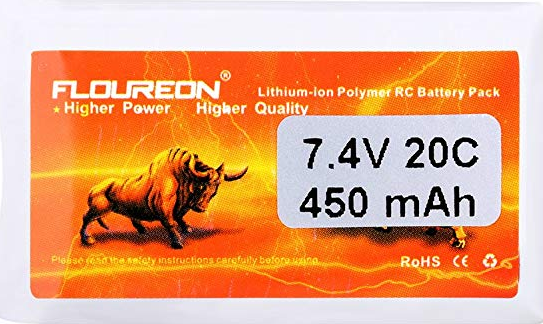 FLOUREON®
Lithium-ion Polymer RC Battery Pack
★Higher Power Higher Quality
7.4V 20C
450 mAh
Please read the safety instructions carefully before using.
RoHS CE